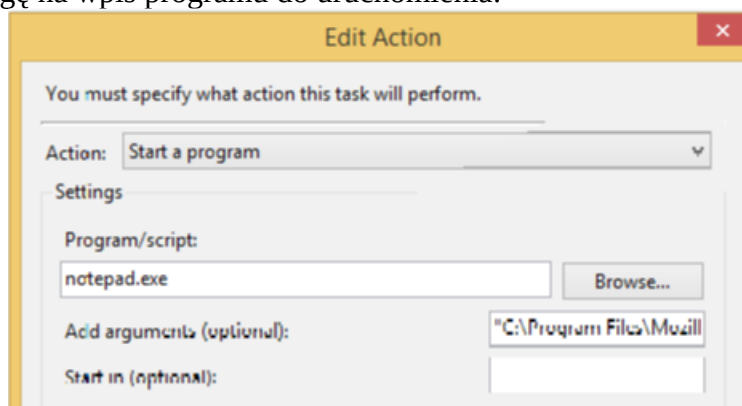 gę na wpis programu do uruchomienia.
Edit Action
You must specify what action this task will perform.
Action: Start a program
Settings
Program/script:
notepad.exe Browse...
Add arguments (optional): "C:\Program Files\Mozill
Start in (optional):